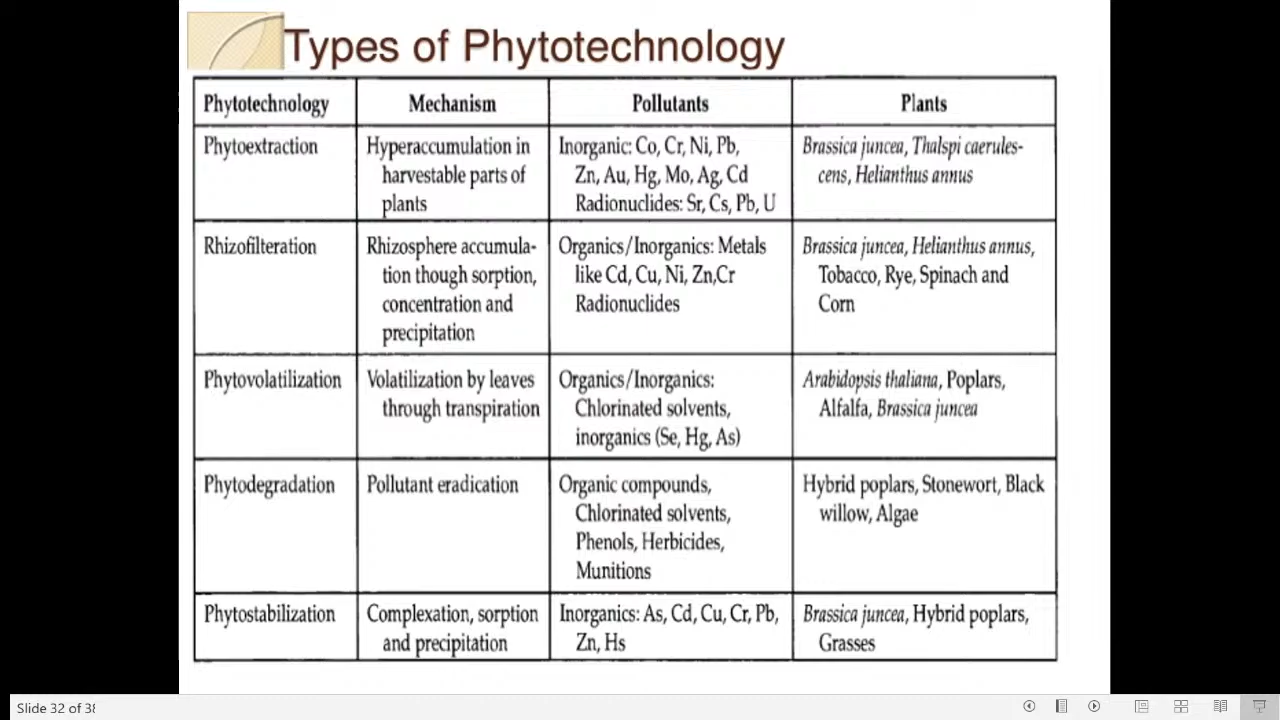 Types of Phytotechnology
Phytotechnology
Mechanism
Pollutants
Plants
Phytoextraction
Hyperaccumulation in
harvestable parts of
plants
Inorganic: Co, Cr, Ni, Pb,
Zn, Au, Hg, Mo, Ag, Cd
Radionuclides: Sr, Cs, Pb, U
Brassica juncea, Thalspi caerules-
cens, Helianthus annus
Rhizofilteration
Rhizosphere accumula-
tion though sorption,
concentration and
precipitation
Organics/Inorganics: Metals
like Cd, Cu, Ni, Zn,Cr
Radionuclides
Brassica juncea, Helianthus annus,
Tobacco, Rye, Spinach and
Corn
Phytovolatilization
Volatilization by leaves
through transpiration
Organics/Inorganics:
Chlorinated solvents,
inorganics (Se, Hg, As)
Arabidopsis thaliana, Poplars,
Alfalfa, Brassica juncea
Phytodegradation
Pollutant eradication
Organic compounds,
Chlorinated solvents,
Phenols, Herbicides,
Munitions
Hybrid poplars, Stonewort, Black
willow, Algae
Phytostabilization
Complexation, sorption
and precipitation
Inorganics: As, Cd, Cu, Cr, Pb,
Zn, Hs
Brassica juncea, Hybrid poplars,
Grasses
Slide 32 of 38